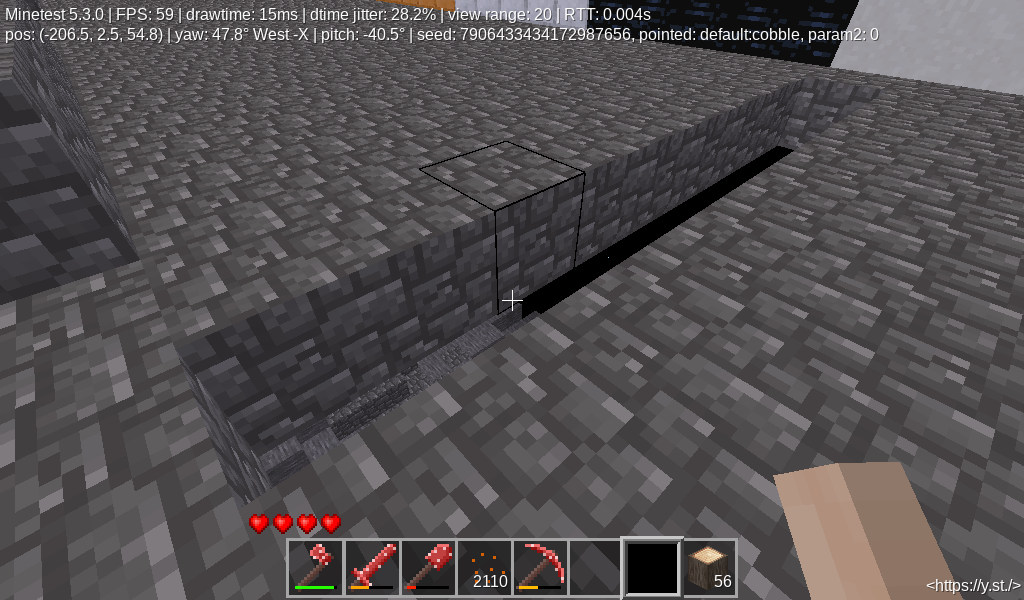 Minetest 5.3.0 | FPS: 59 | drawtime: 15ms | dtime jitter: 28.2% | view range: 20 | RTT: 0.004s
pos: (-206.5, 2.5, 54.8) | yaw: 47.8° West -X | pitch: -40.5° | seed: 7906433434172987656, pointed: default:cobble, param2: 0
2110
56
<https://y.st./>